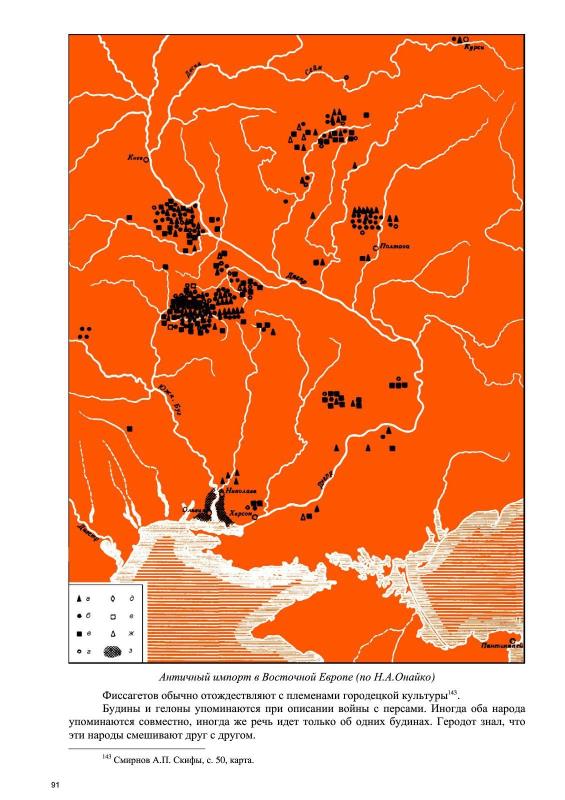 Курск
Десна
Сейм
Киев
Полтава
Днепр
Южн. Буг
Днепр
Николаев
Ольвия
Херсон
Днестр
а д
б е
в ж
г з
Пантикапей
Античный импорт в Восточной Европе (по Н.А.Онайко)
Фиссагетов обычно отождествляют с племенами городецкой культуры143.
Будины и гелоны упоминаются при описании войны с персами. Иногда оба народа
упоминаются совместно, иногда же речь идет только об одних будинах. Геродот знал, что
эти народы смешивают друг с другом.
143 Смирнов А.П. Скифы, с. 50, карта.
91